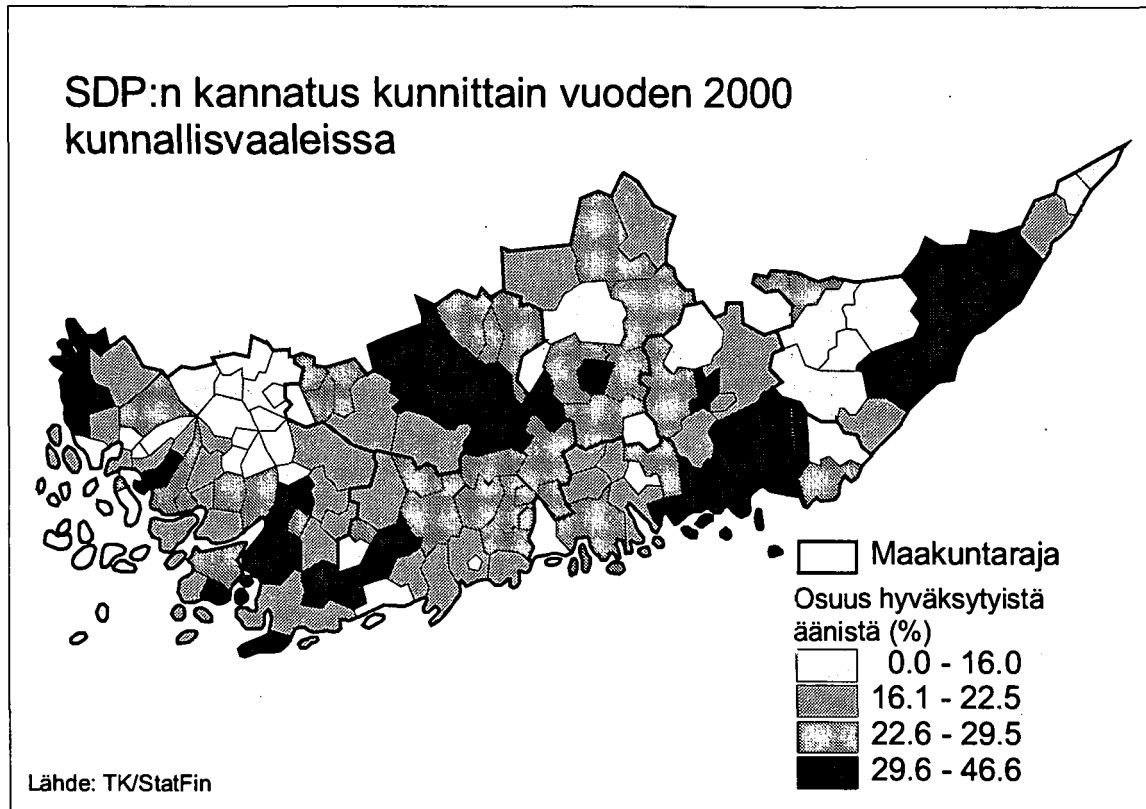 SDP:n kannatus kunnittain vuoden 2000
kunnallisvaaleissa
Maakuntaraja
Osuus hyväksytyistä
äänistä (%)
0.0 - 16.0
16.1 - 22.5
22.6 - 29.5
29.6 - 46.6
Lähde: TK/StatFin